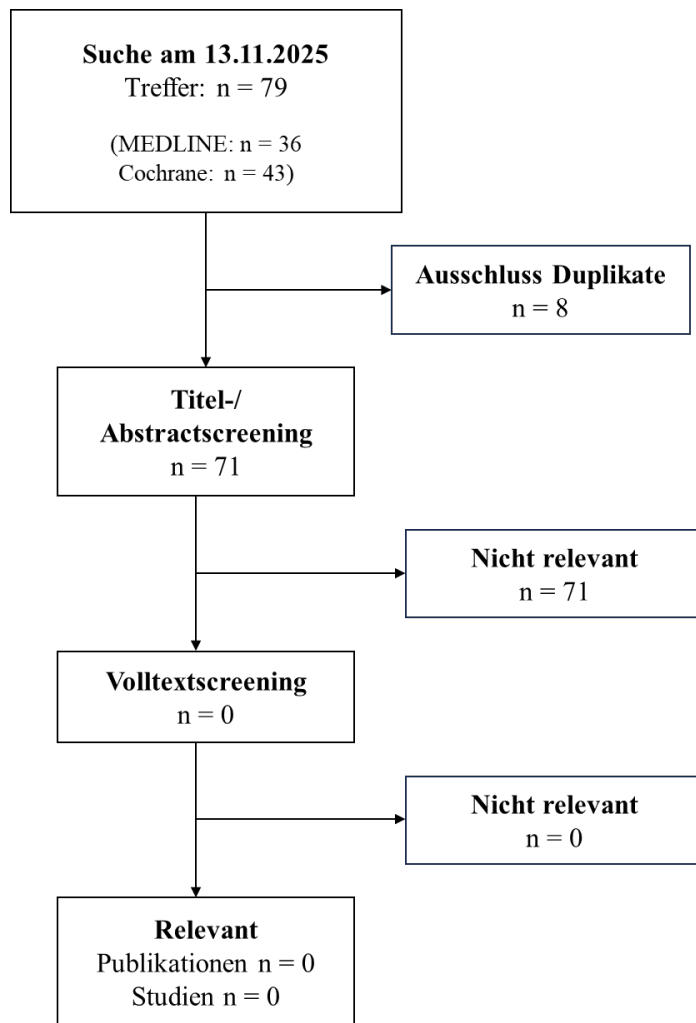 Suche am 13.11.2025
Treffer: n = 79
(MEDLINE: n = 36
Cochrane: n = 43)
Ausschluss Duplikate
n = 8
Titel-/
Abstractscreening
n = 71
Nicht relevant
n = 71
Volltextscreening
n = 0
Nicht relevant
n = 0
Relevant
Publikationen n = 0
Studien n = 0